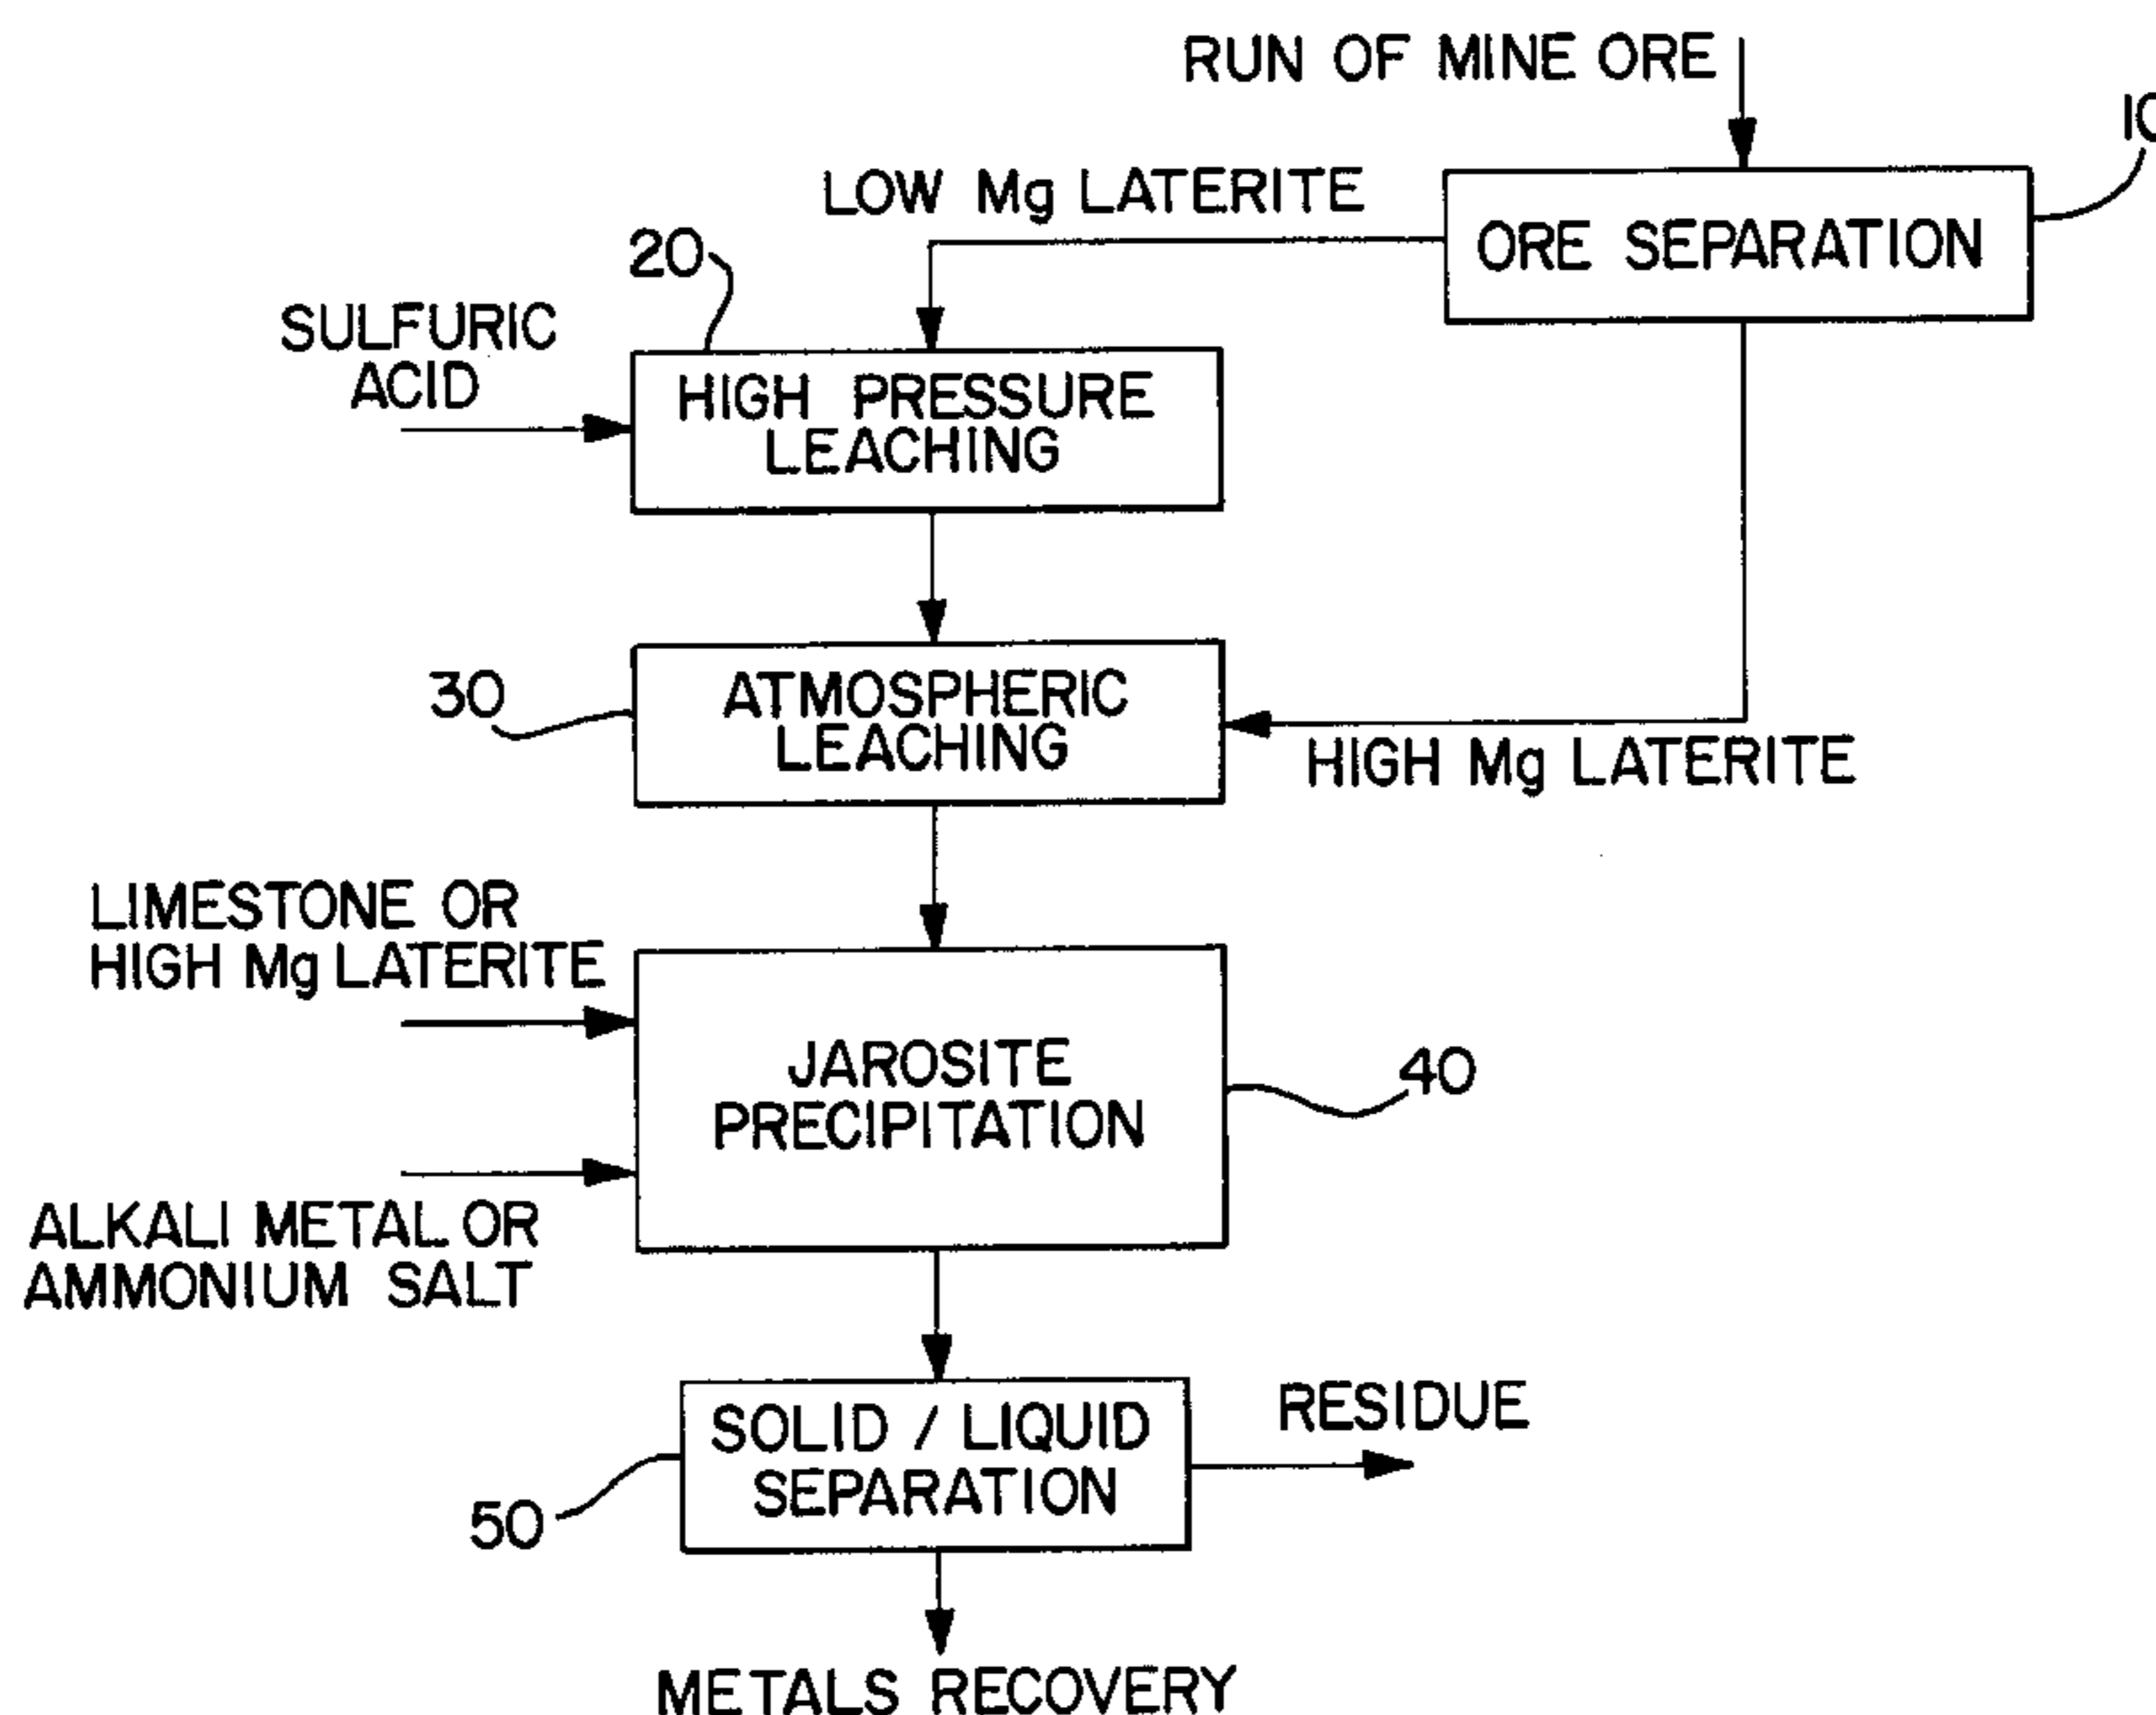 RUN OF MINE ORE
10
LOW Mg LATERITE
ORE SEPARATION
20
SULFURIC
ACID
HIGH PRESSURE
LEACHING
30
ATMOSPHERIC
LEACHING
HIGH Mg LATERITE
LIMESTONE OR
HIGH Mg LATERITE
JAROSITE
PRECIPITATION
40
ALKALI METAL OR
AMMONIUM SALT
SOLID / LIQUID
SEPARATION
RESIDUE
50
METALS RECOVERY